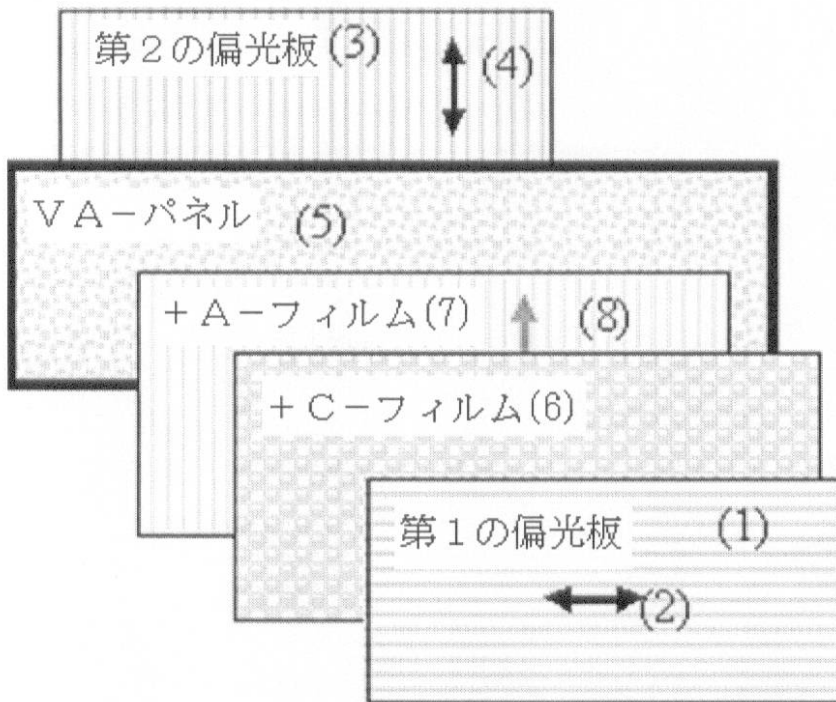 第２の偏光板(3)
(4)
ＶＡ－パネル (5)
＋Ａ－フィルム(7) (8)
＋Ｃ－フィルム(6)
第１の偏光板 (1)
(2)